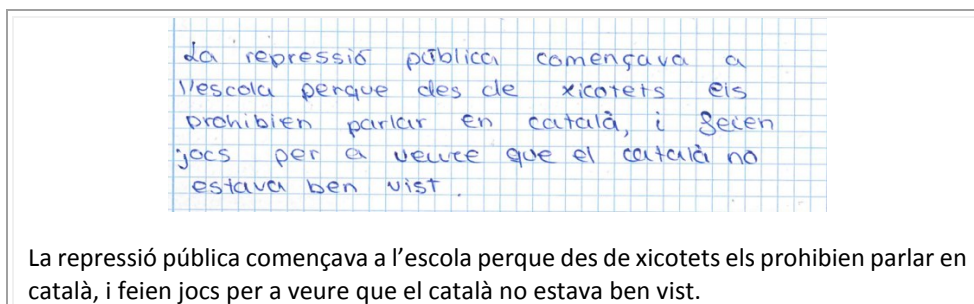 La repressió pública començava a
l'escola perque des de xicotets els
prohibien parlar en català, i feien
jocs per a veure que el català no
estava ben vist.
La repressió pública començava a l’escola perque des de xicotets els prohibien parlar en
català, i feien jocs per a veure que el català no estava ben vist.